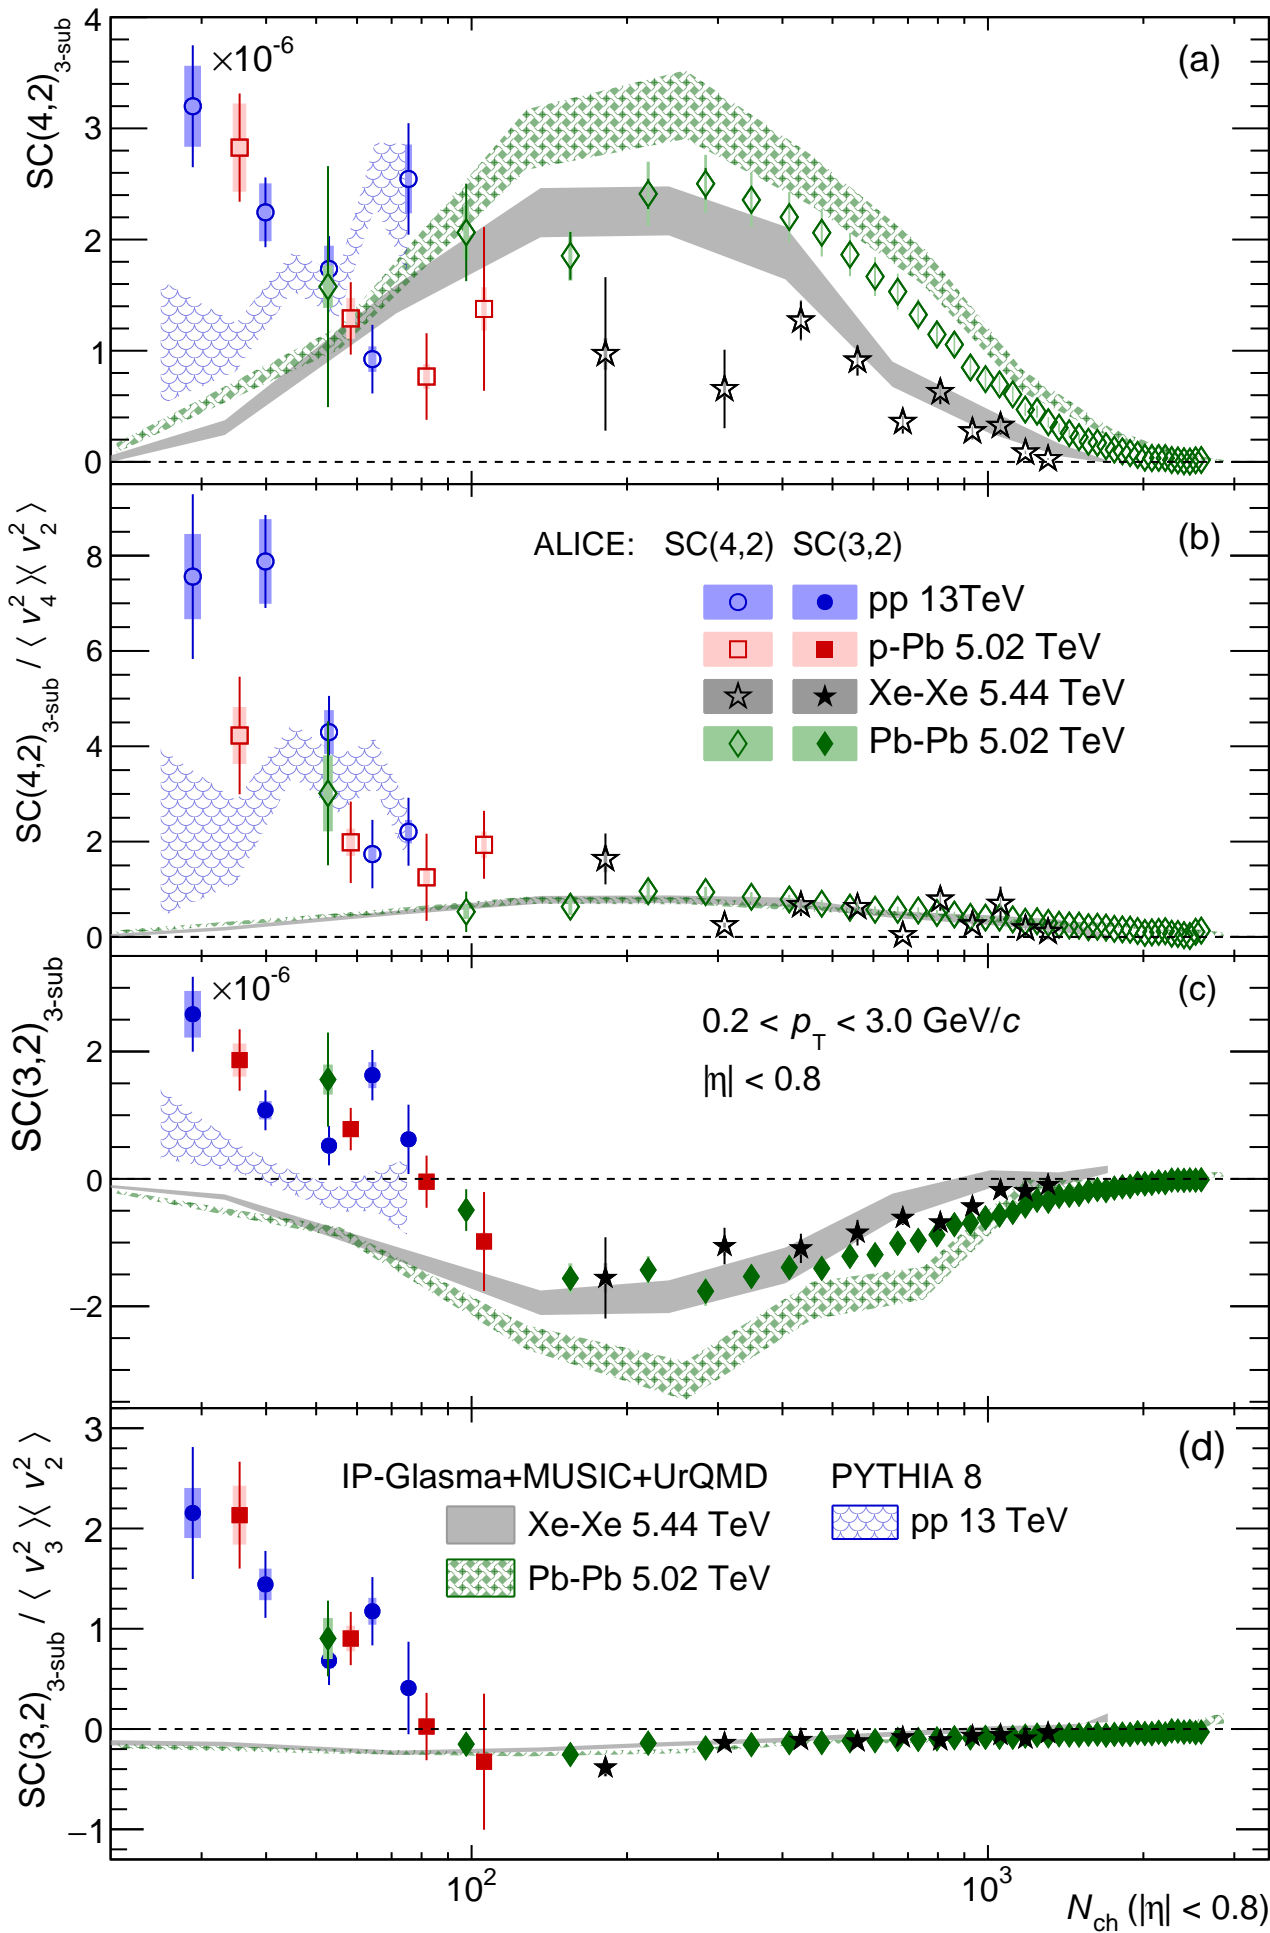 SC(4,2)3-sub
4
3
2
1
0
×10-6
(a)
SC(4,2)3-sub / ⟨ v42 ⟩⟨ v22 ⟩
8
6
4
2
0
(b)
ALICE: SC(4,2) SC(3,2)
pp 13TeV
p-Pb 5.02 TeV
Xe-Xe 5.44 TeV
Pb-Pb 5.02 TeV
SC(3,2)3-sub
2
0
−2
×10-6
(c)
0.2 < pT < 3.0 GeV/c
|η| < 0.8
SC(3,2)3-sub / ⟨ v32 ⟩⟨ v22 ⟩
3
2
1
0
−1
(d)
IP-Glasma+MUSIC+UrQMD PYTHIA 8
Xe-Xe 5.44 TeV pp 13 TeV
Pb-Pb 5.02 TeV
102 103
Nch (|η| < 0.8)